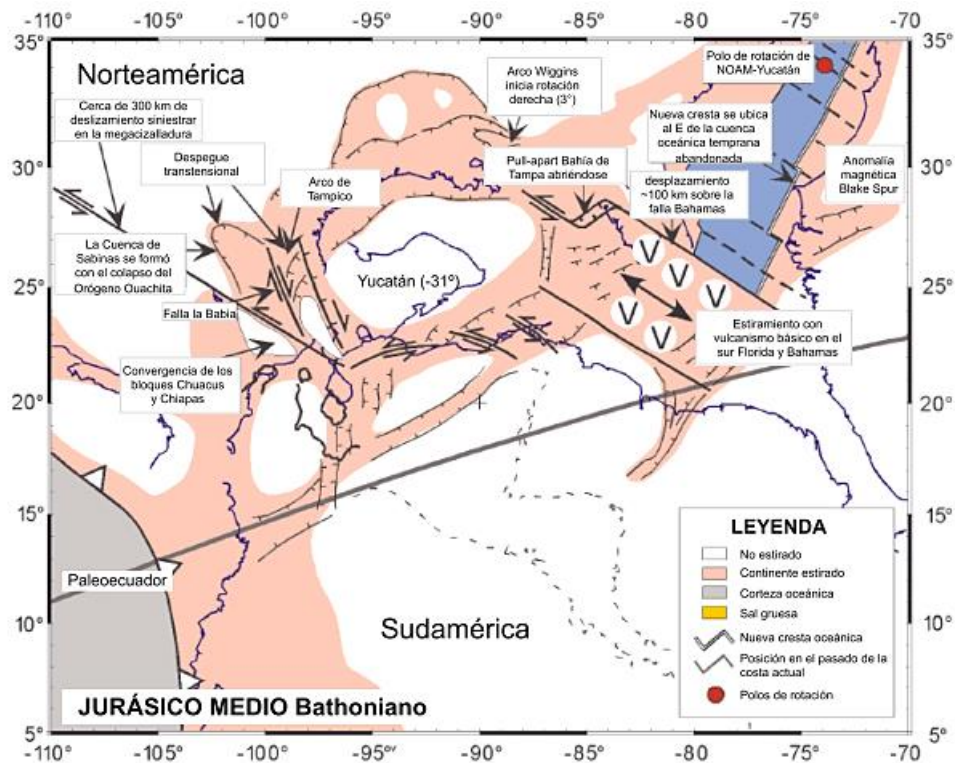 -110 -105 -100 -95 -90 -85 -80 -75 -70
35° 35°
30° 30°
25° 25°
20° 20°
15° 15°
10° 10°
5° 5°
Norteamérica
Cerca de 300 km de
deslizamiento siniestrar
en la megacizalladura
Despegue
transtensional
Arco de
Tampico
Arco Wiggins
inicia rotación
derecha (3°)
Polo de rotación de
NOAM-Yucatán
Nueva cresta se ubica
al E de la cuenca
oceánica temprana
abandonada
Pull-apart Bahía de
Tampa abriéndose
desplazamiento
~100 km sobre la
falla Bahamas
Anomalía
magnética
Blake Spur
La Cuenca de
Sabinas se formó
con el colapso del
Orógeno Ouachita
Yucatán (-31º)
Falla la Babia
V
V
V
V
V
Estiramiento con
vulcanismo básico en el
sur Florida y Bahamas
Convergencia de los
bloques Chuacus
y Chiapas
Paleoecuador
Sudamérica
LEYENDA
No estirado
Continente estirado
Corteza oceánica
Sal gruesa
Nueva cresta oceánica
Posición en el pasado de la
costa actual
Polos de rotación
JURÁSICO MEDIO Bathoniano
-110 -105 -100 -95 -90 -85 -80 -75 -70